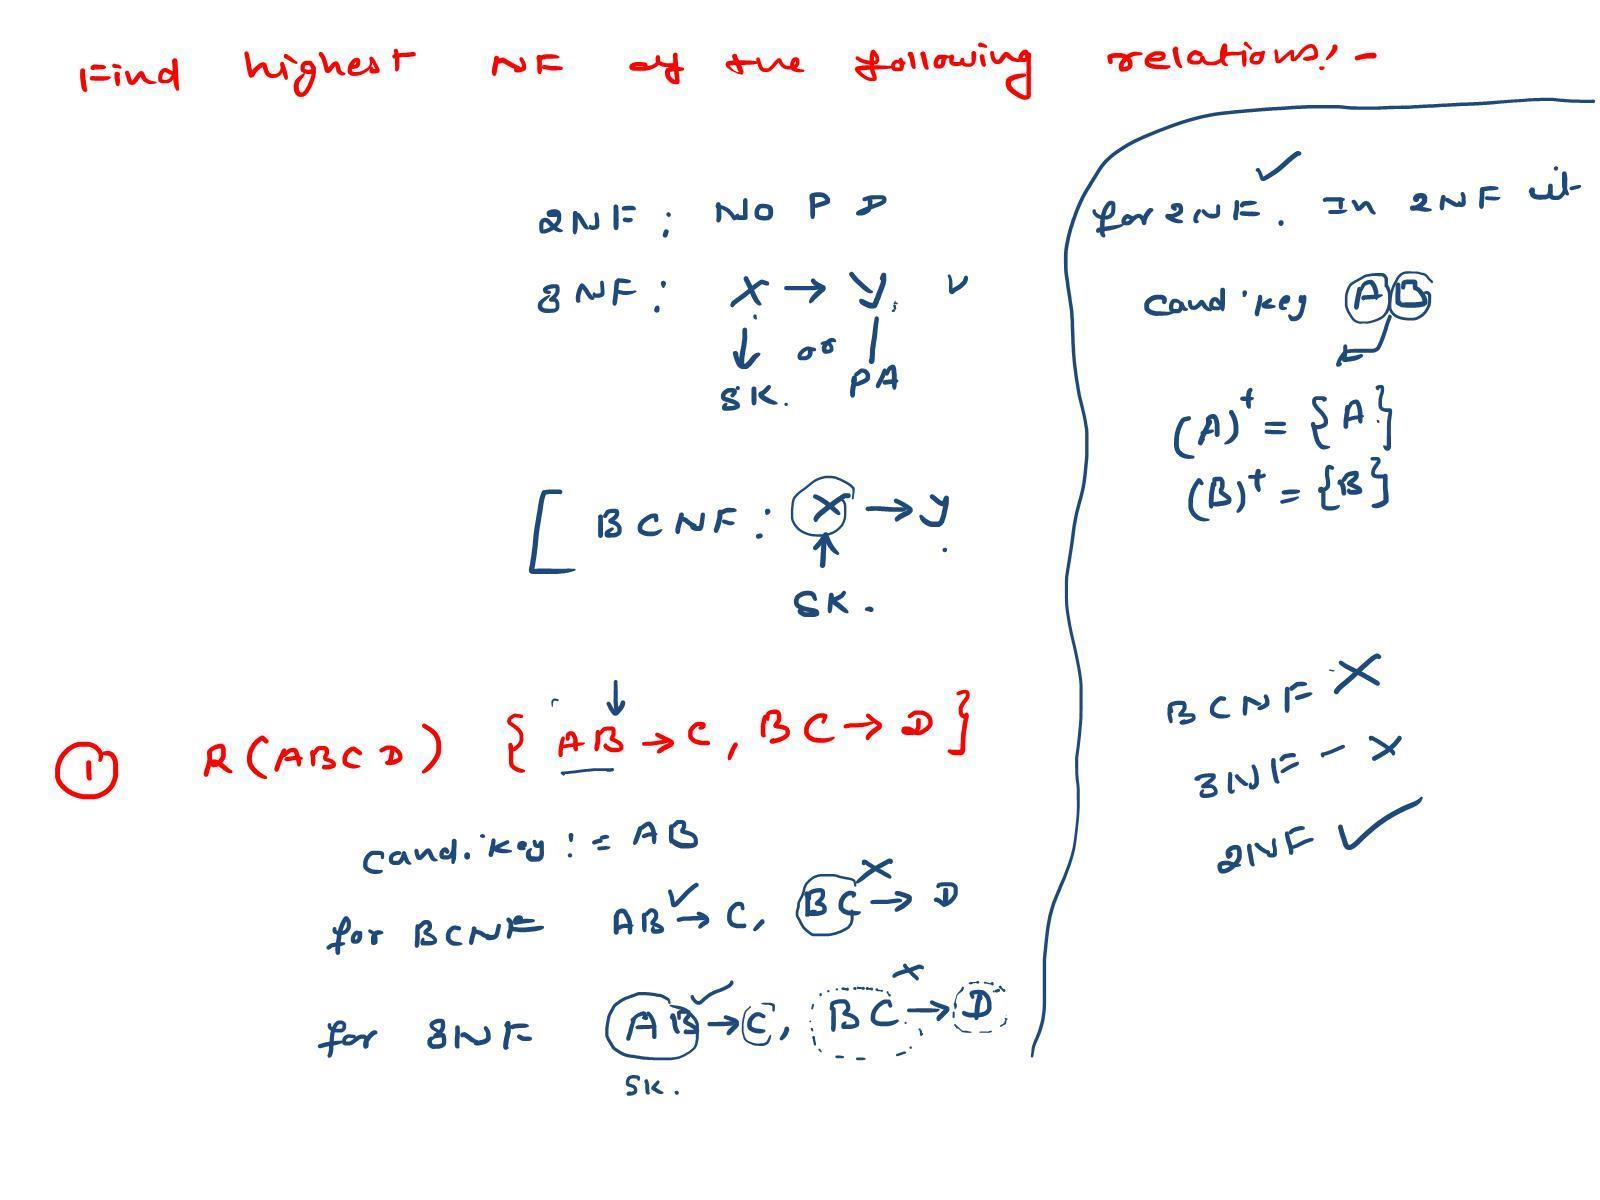 Find highest NF of the following relations:-
2NF: No PD
3NF: X → Y ✓
↓ or
SK. PA
[ BCNF: X → Y
↑
SK.
① R(ABCD) { AB → C, BC → D }
Cand. key := AB
for BCNF AB → C, BC → D
✓ ✗
for 3NF AB → C, BC → D
✓ ✗
SK.
for 2NF. In 2NF ✓
Cand. key AB
(A)⁺ = {A}
(B)⁺ = {B}
BCNF ✗
3NF - ✗
2NF ✓